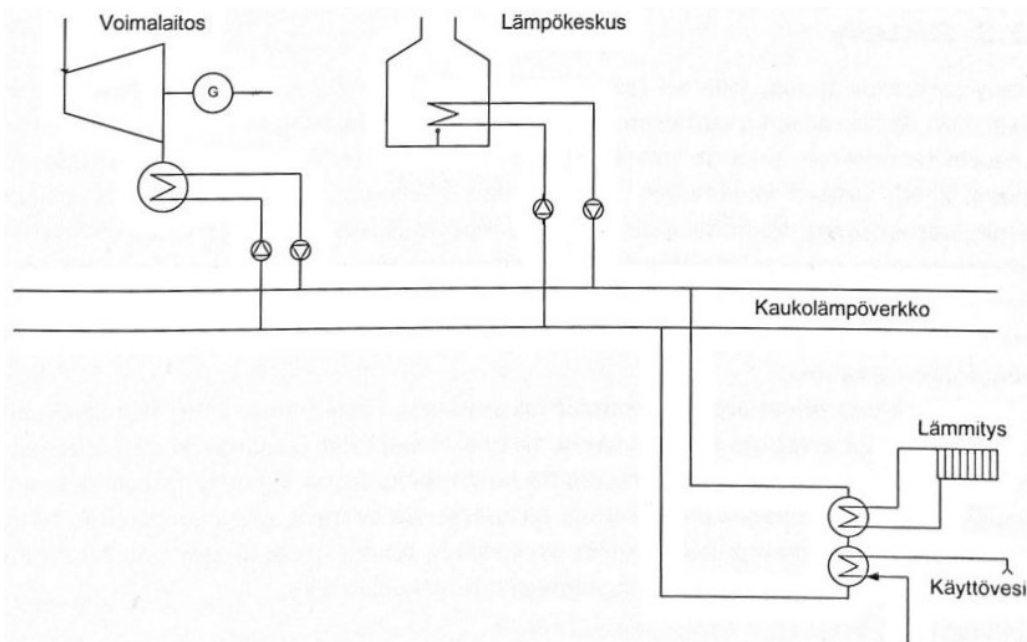 Voimalaitos
Lämpökeskus
G
Kaukolämpöverkko
Lämmitys
Käyttövesi